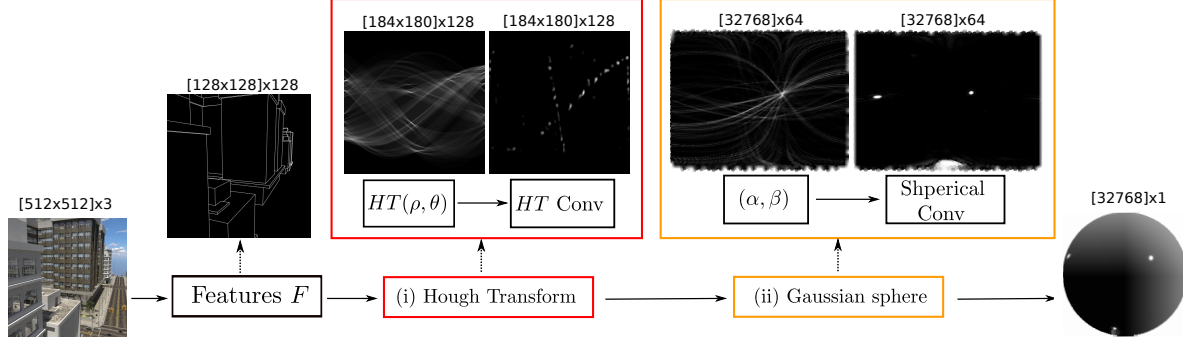 [184x180]x128
[184x180]x128
[32768]x64
[32768]x64
[128x128]x128
HT(ρ, θ)
HT Conv
(α, β)
Shperical
Conv
[512x512]x3
[32768]x1
Features F
(i) Hough Transform
(ii) Gaussian sphere